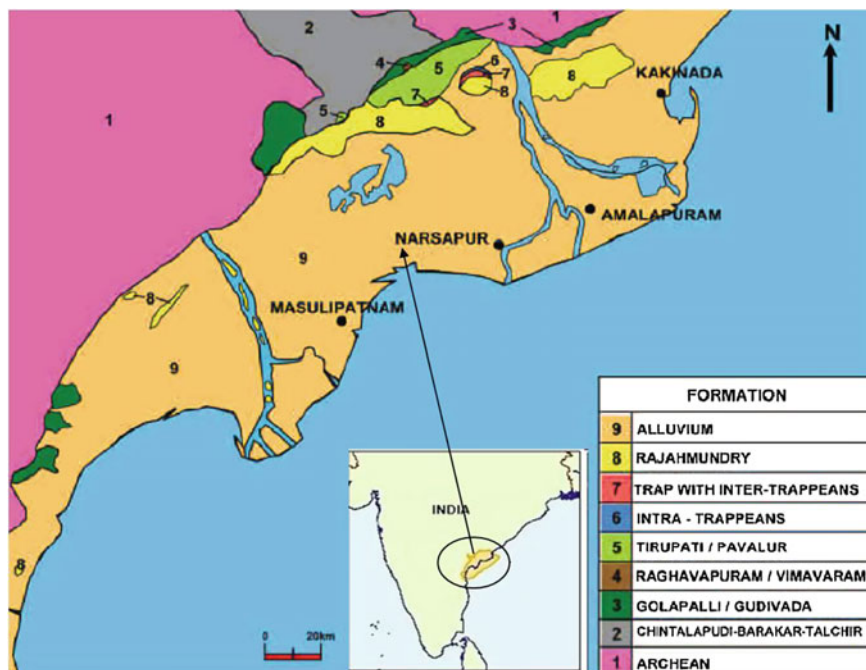 2
3
1
N
4
5
6
7
8
8
KAKINADA
7
5
8
1
AMALAPURAM
NARSAPUR
9
8
MASULIPATNAM
9
8
FORMATION
9 ALLUVIUM
8 RAJAHMUNDRY
7 TRAP WITH INTER-TRAPPEANS
6 INTRA - TRAPPEANS
5 TIRUPATI / PAVALUR
4 RAGHAVAPURAM / VIMAVARAM
3 GOLAPALLI / GUDIVADA
2 CHINTALAPUDI-BARAKAR-TALCHIR
1 ARCHEAN
INDIA
0 20km